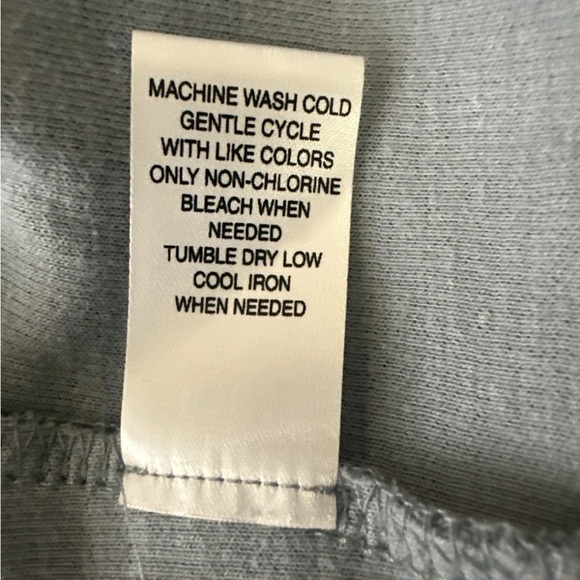 MACHINE WASH COLD
GENTLE CYCLE
WITH LIKE COLORS
ONLY NON-CHLORINE
BLEACH WHEN
NEEDED
TUMBLE DRY LOW
COOL IRON
WHEN NEEDED